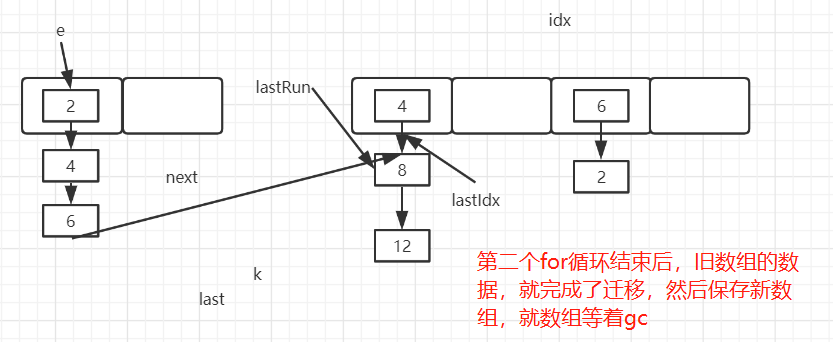 idx
e
lastRun
2
4
6
4
8
6
next
2
lastIdx
6
12
k
last
第二个for循环结束后，旧数组的数
据，就完成了迁移，然后保存新数
组，就数组等着gc